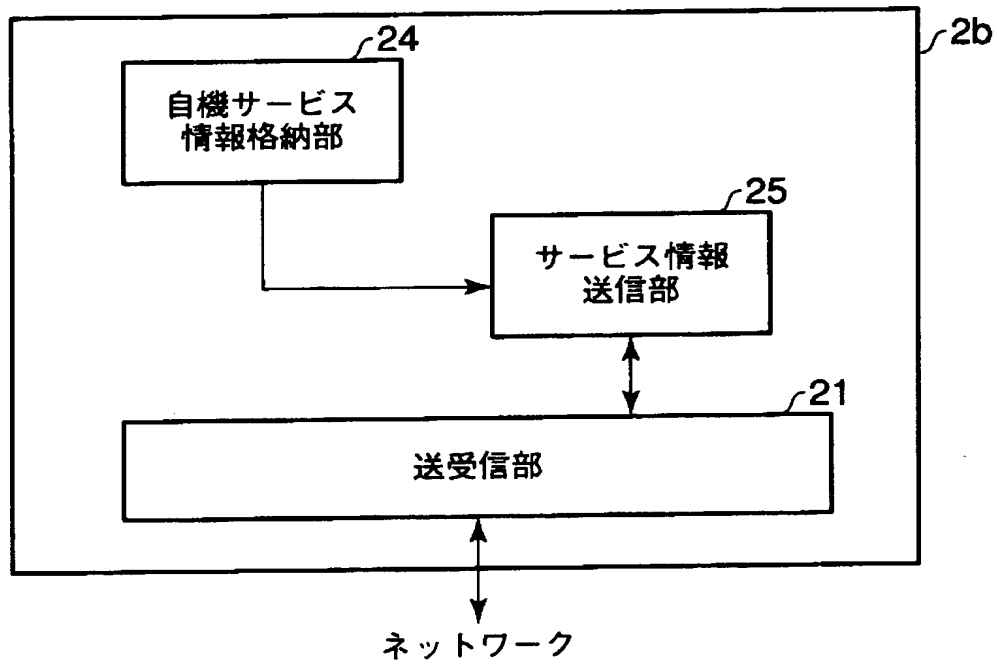 2b
24
自機サービス
情報格納部
25
サービス情報
送信部
21
送受信部
ネットワーク